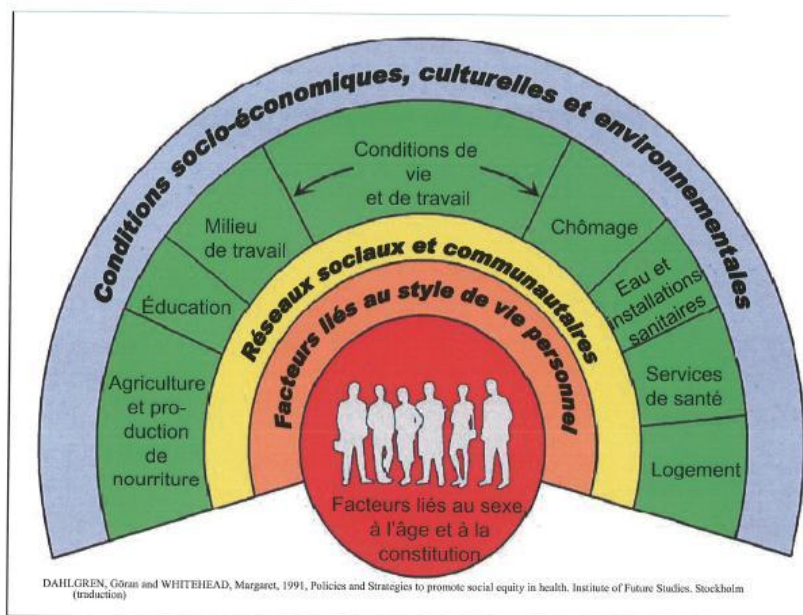 Conditions socio-économiques, culturelles et environnementales
Conditions de
vie
et de travail
Milieu
de travail
Chômage
Éducation
Eau et
installations
sanitaires
Agriculture
et pro-
duction
de
nourriture
Services
de santé
Logement
Réseaux sociaux et communautaires
Facteurs liés au style de vie personnel
Facteurs liés au sexe,
à l'âge et à la
constitution
DAHLGREN, Göran and WHITEHEAD, Margaret, 1991, Policies and Strategies to promote social equity in health. Institute of Future Studies. Stockholm
(traduction)